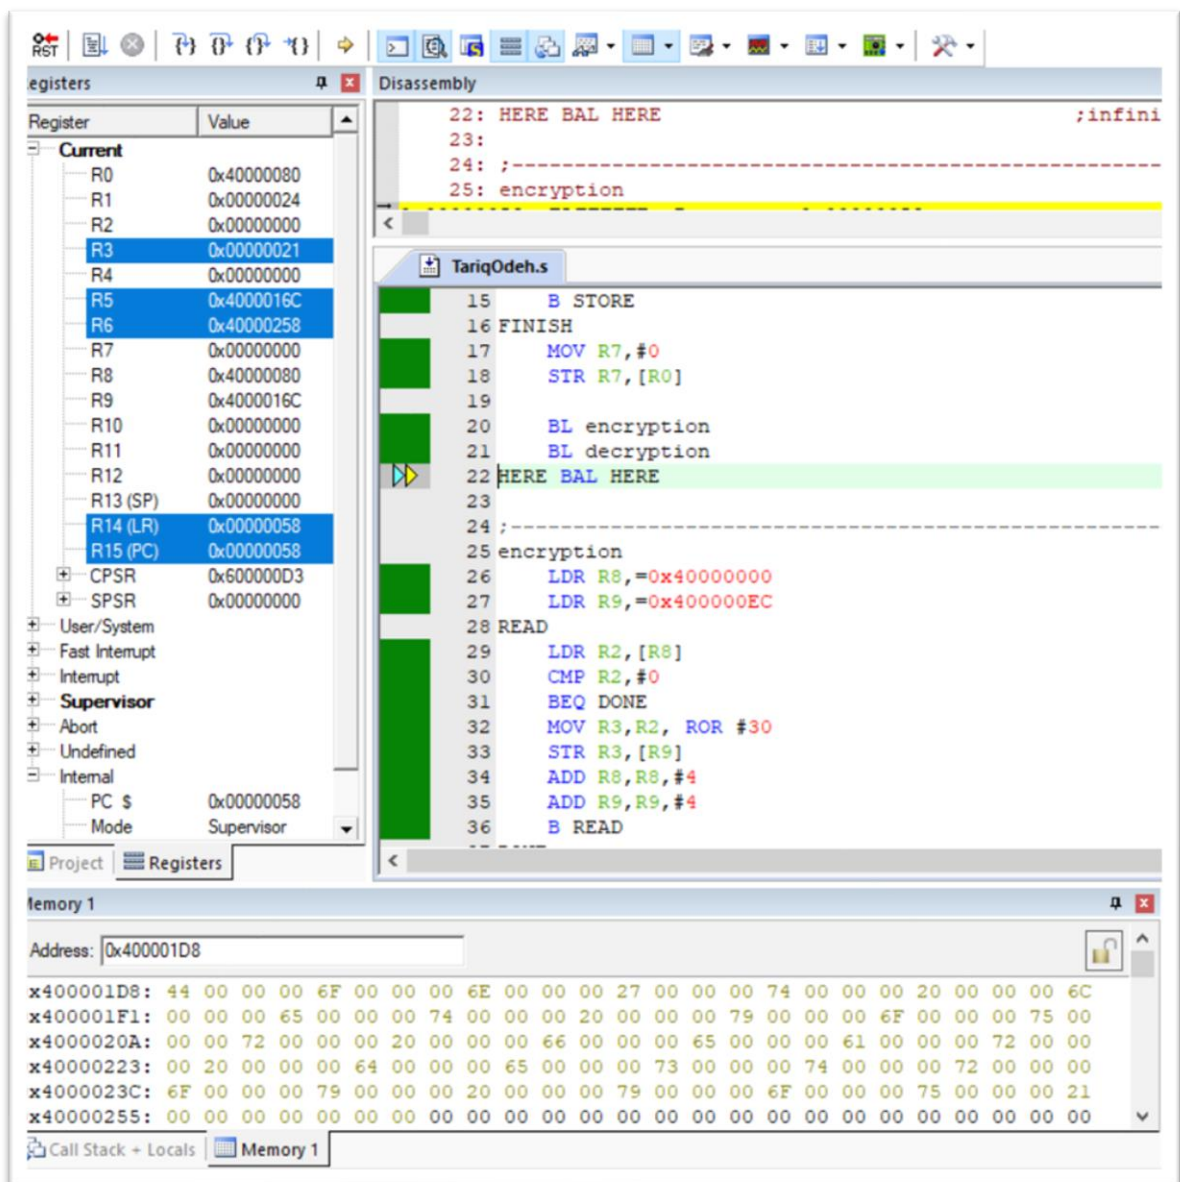 RST
egisters
Register Value
Current
R0 0x40000080
R1 0x00000024
R2 0x00000000
R3 0x00000021
R4 0x00000000
R5 0x4000016C
R6 0x40000258
R7 0x00000000
R8 0x40000080
R9 0x4000016C
R10 0x00000000
R11 0x00000000
R12 0x00000000
R13 (SP) 0x00000000
R14 (LR) 0x00000058
R15 (PC) 0x00000058
CPSR 0x600000D3
SPSR 0x00000000
User/System
Fast Interrupt
Interrupt
Supervisor
Abort
Undefined
Internal
PC $ 0x00000058
Mode Supervisor
Project Registers
Disassembly
22: HERE BAL HERE ;infini
23:
24: ;----------------------------------------------------
25: encryption
TariqOdeh.s
15 B STORE
16 FINISH
17 MOV R7,#0
18 STR R7,[R0]
19
20 BL encryption
21 BL decryption
22 HERE BAL HERE
23
24 ;----------------------------------------------------
25 encryption
26 LDR R8,=0x40000000
27 LDR R9,=0x400000EC
28 READ
29 LDR R2,[R8]
30 CMP R2,#0
31 BEQ DONE
32 MOV R3,R2, ROR #30
33 STR R3,[R9]
34 ADD R8,R8,#4
35 ADD R9,R9,#4
36 B READ
Memory 1
Address: 0x400001D8
x400001D8: 44 00 00 00 6F 00 00 00 6E 00 00 00 27 00 00 00 74 00 00 00 20 00 00 00 6C
x400001F1: 00 00 00 65 00 00 00 74 00 00 00 20 00 00 00 79 00 00 00 6F 00 00 00 75 00
x4000020A: 00 00 72 00 00 00 20 00 00 00 66 00 00 00 65 00 00 00 61 00 00 00 72 00 00
x40000223: 00 20 00 00 00 64 00 00 00 65 00 00 00 73 00 00 00 74 00 00 00 72 00 00 00
x4000023C: 6F 00 00 00 79 00 00 00 20 00 00 00 79 00 00 00 6F 00 00 00 75 00 00 00 21
x40000255: 00 00 00 00 00 00 00 00 00 00 00 00 00 00 00 00 00 00 00 00 00 00 00 00 00
Call Stack + Locals Memory 1